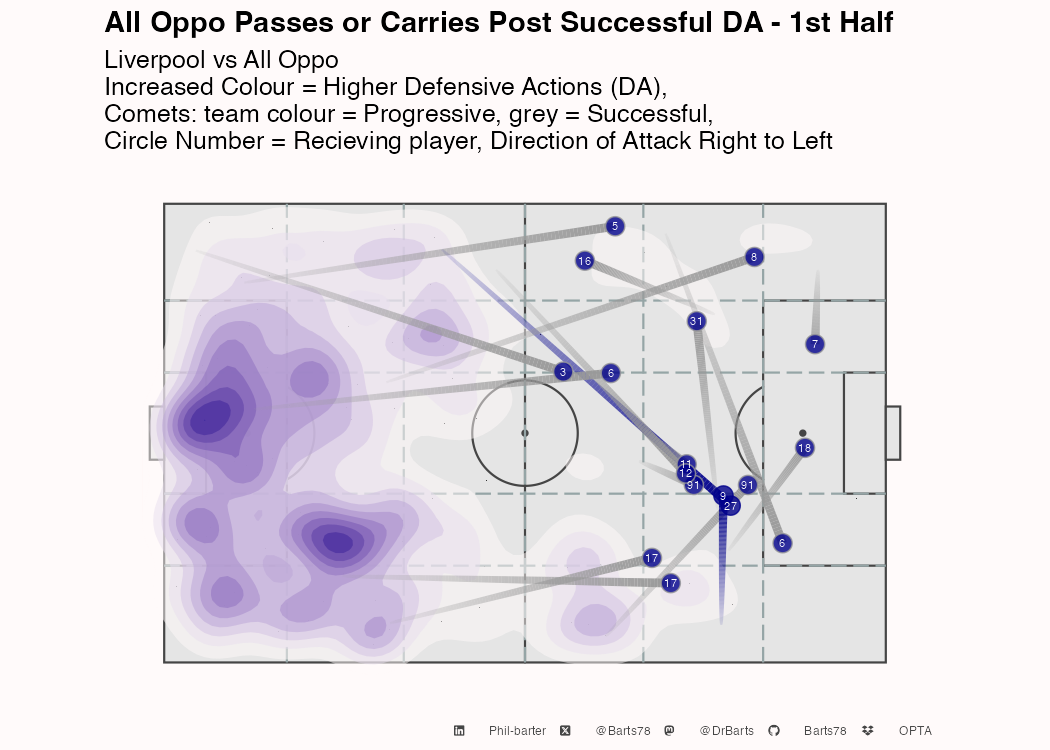 All Oppo Passes or Carries Post Successful DA - 1st Half
Liverpool vs All Oppo
Increased Colour = Higher Defensive Actions (DA),
Comets: team colour = Progressive, grey = Successful,
Circle Number = Recieving player, Direction of Attack Right to Left
5
16
8
31
7
3
6
11
12
91
18
91
9
27
6
17
17
Phil-barter @Barts78 @DrBarts Barts78 OPTA